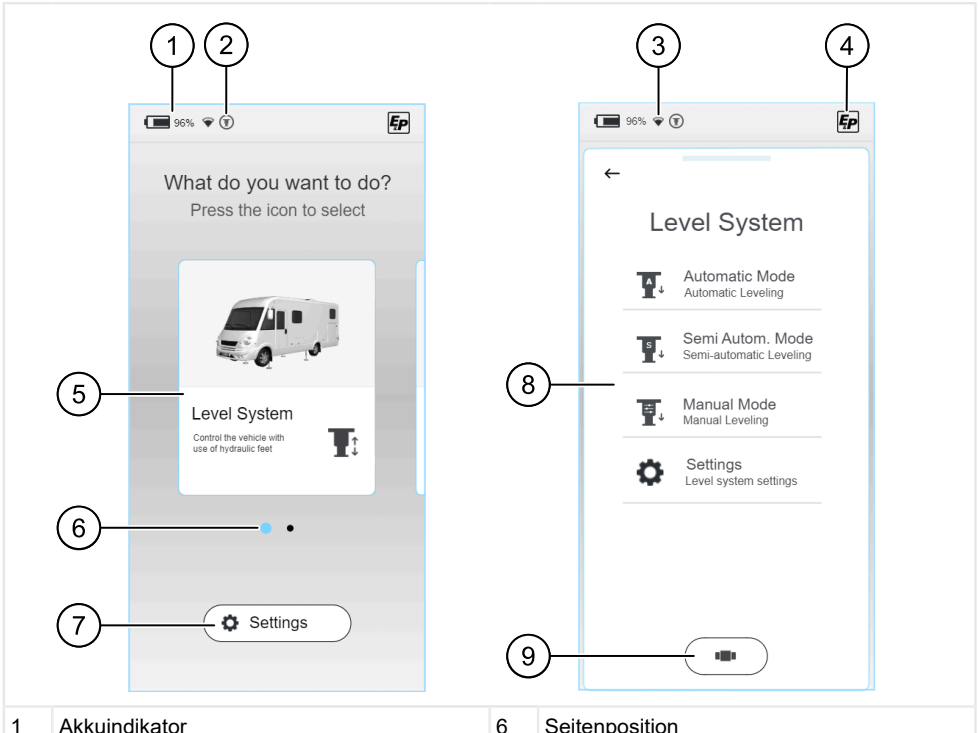 1 2 3 4
96%
EP
What do you want to do?
Press the icon to select
5
Level System
Control the vehicle with
use of hydraulic feet
6
7
Settings
96%
EP
Level System
A
Automatic Mode
Automatic Leveling
S
Semi Autom. Mode
Semi-automatic Leveling
8
Manual Mode
Manual Leveling
Settings
Level system settings
9
1 Akkuindikator 6 Seitenposition